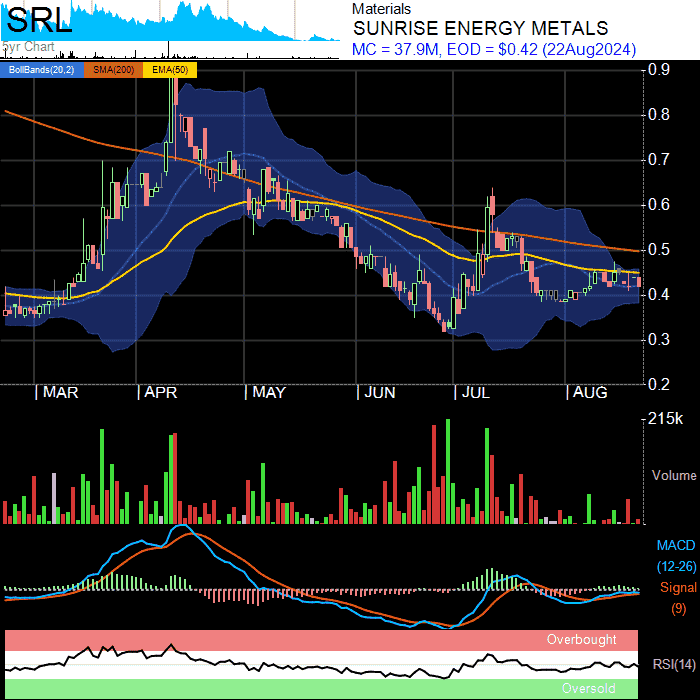 SRL
5yr Chart
Materials
SUNRISE ENERGY METALS
MC = 37.9M, EOD = $0.42 (22Aug2024)
BollBands(20,2) SMA(200) EMA(50)
0.9
0.8
0.7
0.6
0.5
0.4
0.3
0.2
MAR APR MAY JUN JUL AUG
215k
Volume
MACD
(12-26)
Signal
(9)
Overbought
RSI(14)
Oversold